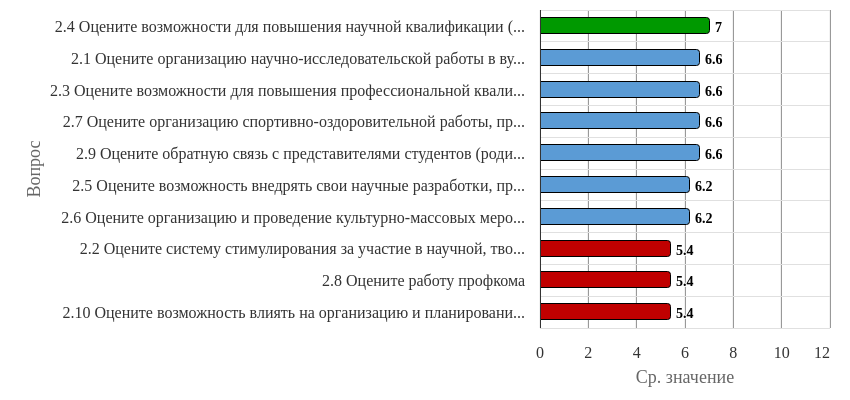 2.4 Оцените возможности для повышения научной квалификации (... 7
2.1 Оцените организацию научно-исследовательской работы в ву... 6.6
2.3 Оцените возможности для повышения профессиональной квали... 6.6
2.7 Оцените организацию спортивно-оздоровительной работы, пр... 6.6
2.9 Оцените обратную связь с представителями студентов (роди... 6.6
2.5 Оцените возможность внедрять свои научные разработки, пр... 6.2
2.6 Оцените организацию и проведение культурно-массовых меро... 6.2
2.2 Оцените систему стимулирования за участие в научной, тво... 5.4
2.8 Оцените работу профкома 5.4
2.10 Оцените возможность влиять на организацию и планировани... 5.4
Вопрос
0 2 4 6 8 10 12
Ср. значение